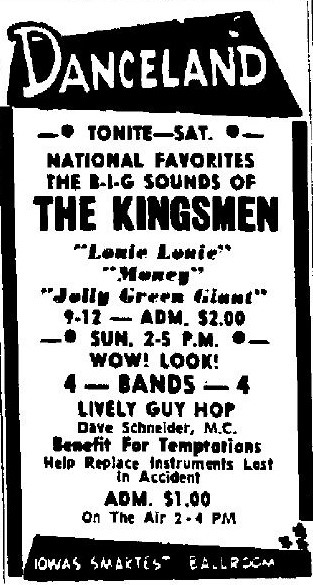 DANCELAND
TONITE—SAT.
NATIONAL FAVORITES
THE B-I-G SOUNDS OF
THE KINGSMEN
"Louie Louie"
"Money"
"Jolly Green Giant"
9-12 — ADM. $2.00
SUN. 2-5 P.M.
WOW! LOOK!
4 — BANDS — 4
LIVELY GUY HOP
Dave Schneider, M.C.
Benefit For Temptations
Help Replace Instruments Lost
In Accident
ADM. $1.00
On The Air 2-4 PM
IOWAS SMARTEST BALLROOM